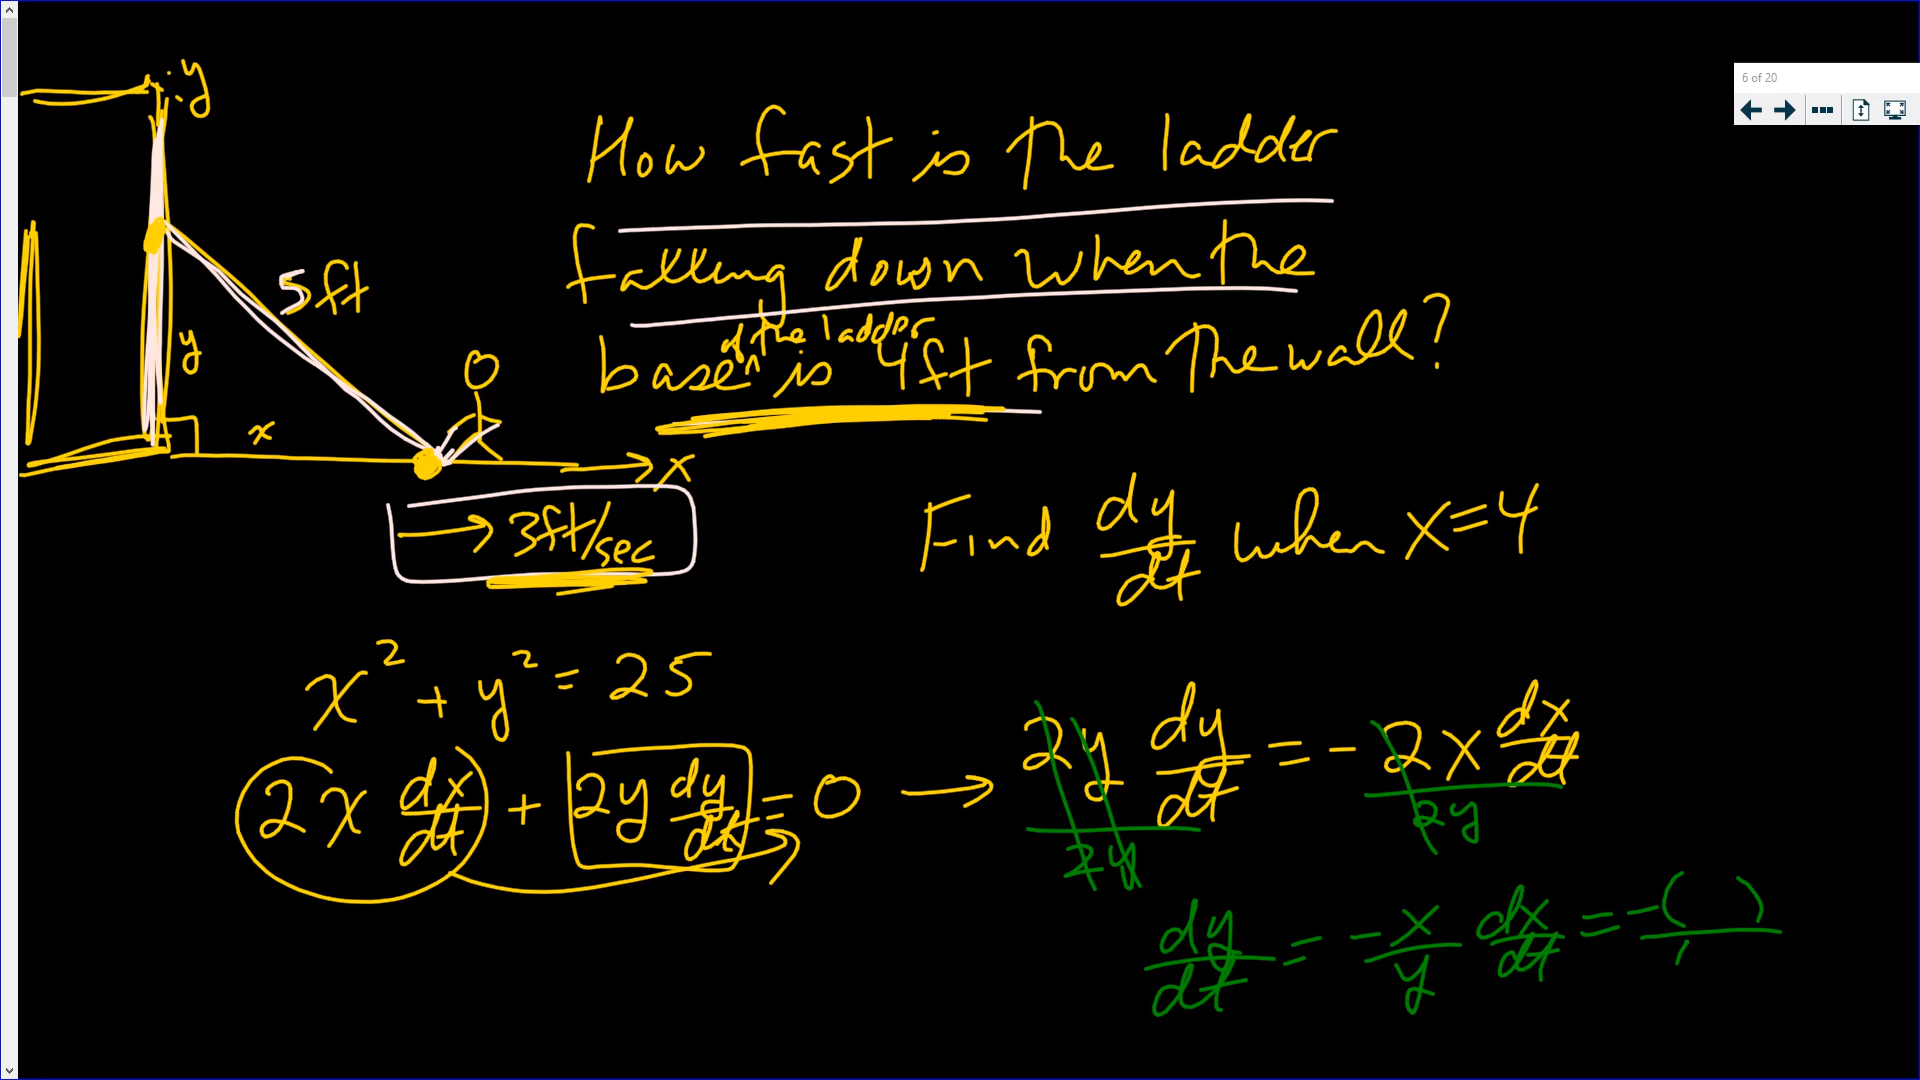 6 of 20
y
How fast is the ladder
falling down when the
of the ladder
base ^ is 4ft from the wall?
5ft
y
x
x
→ 3ft/sec
Find dy/dt when x=4
x² + y² = 25
2x dx/dt + 2y dy/dt = 0 → 2y dy/dt = -2x dx/dt
2y 2y
dy/dt = -x/y dx/dt = -( )
(